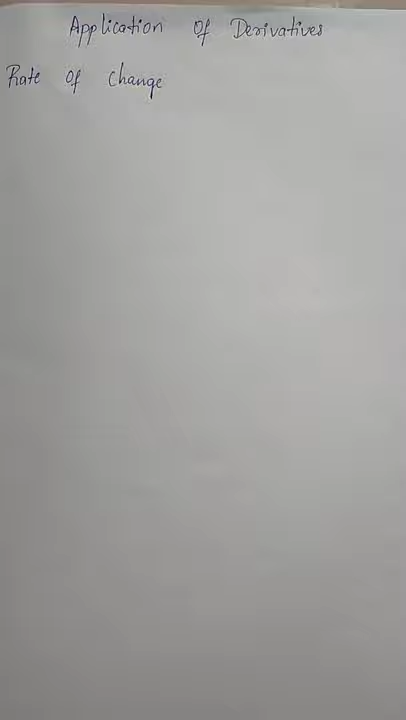 Application Of Derivatives
Rate Of Change